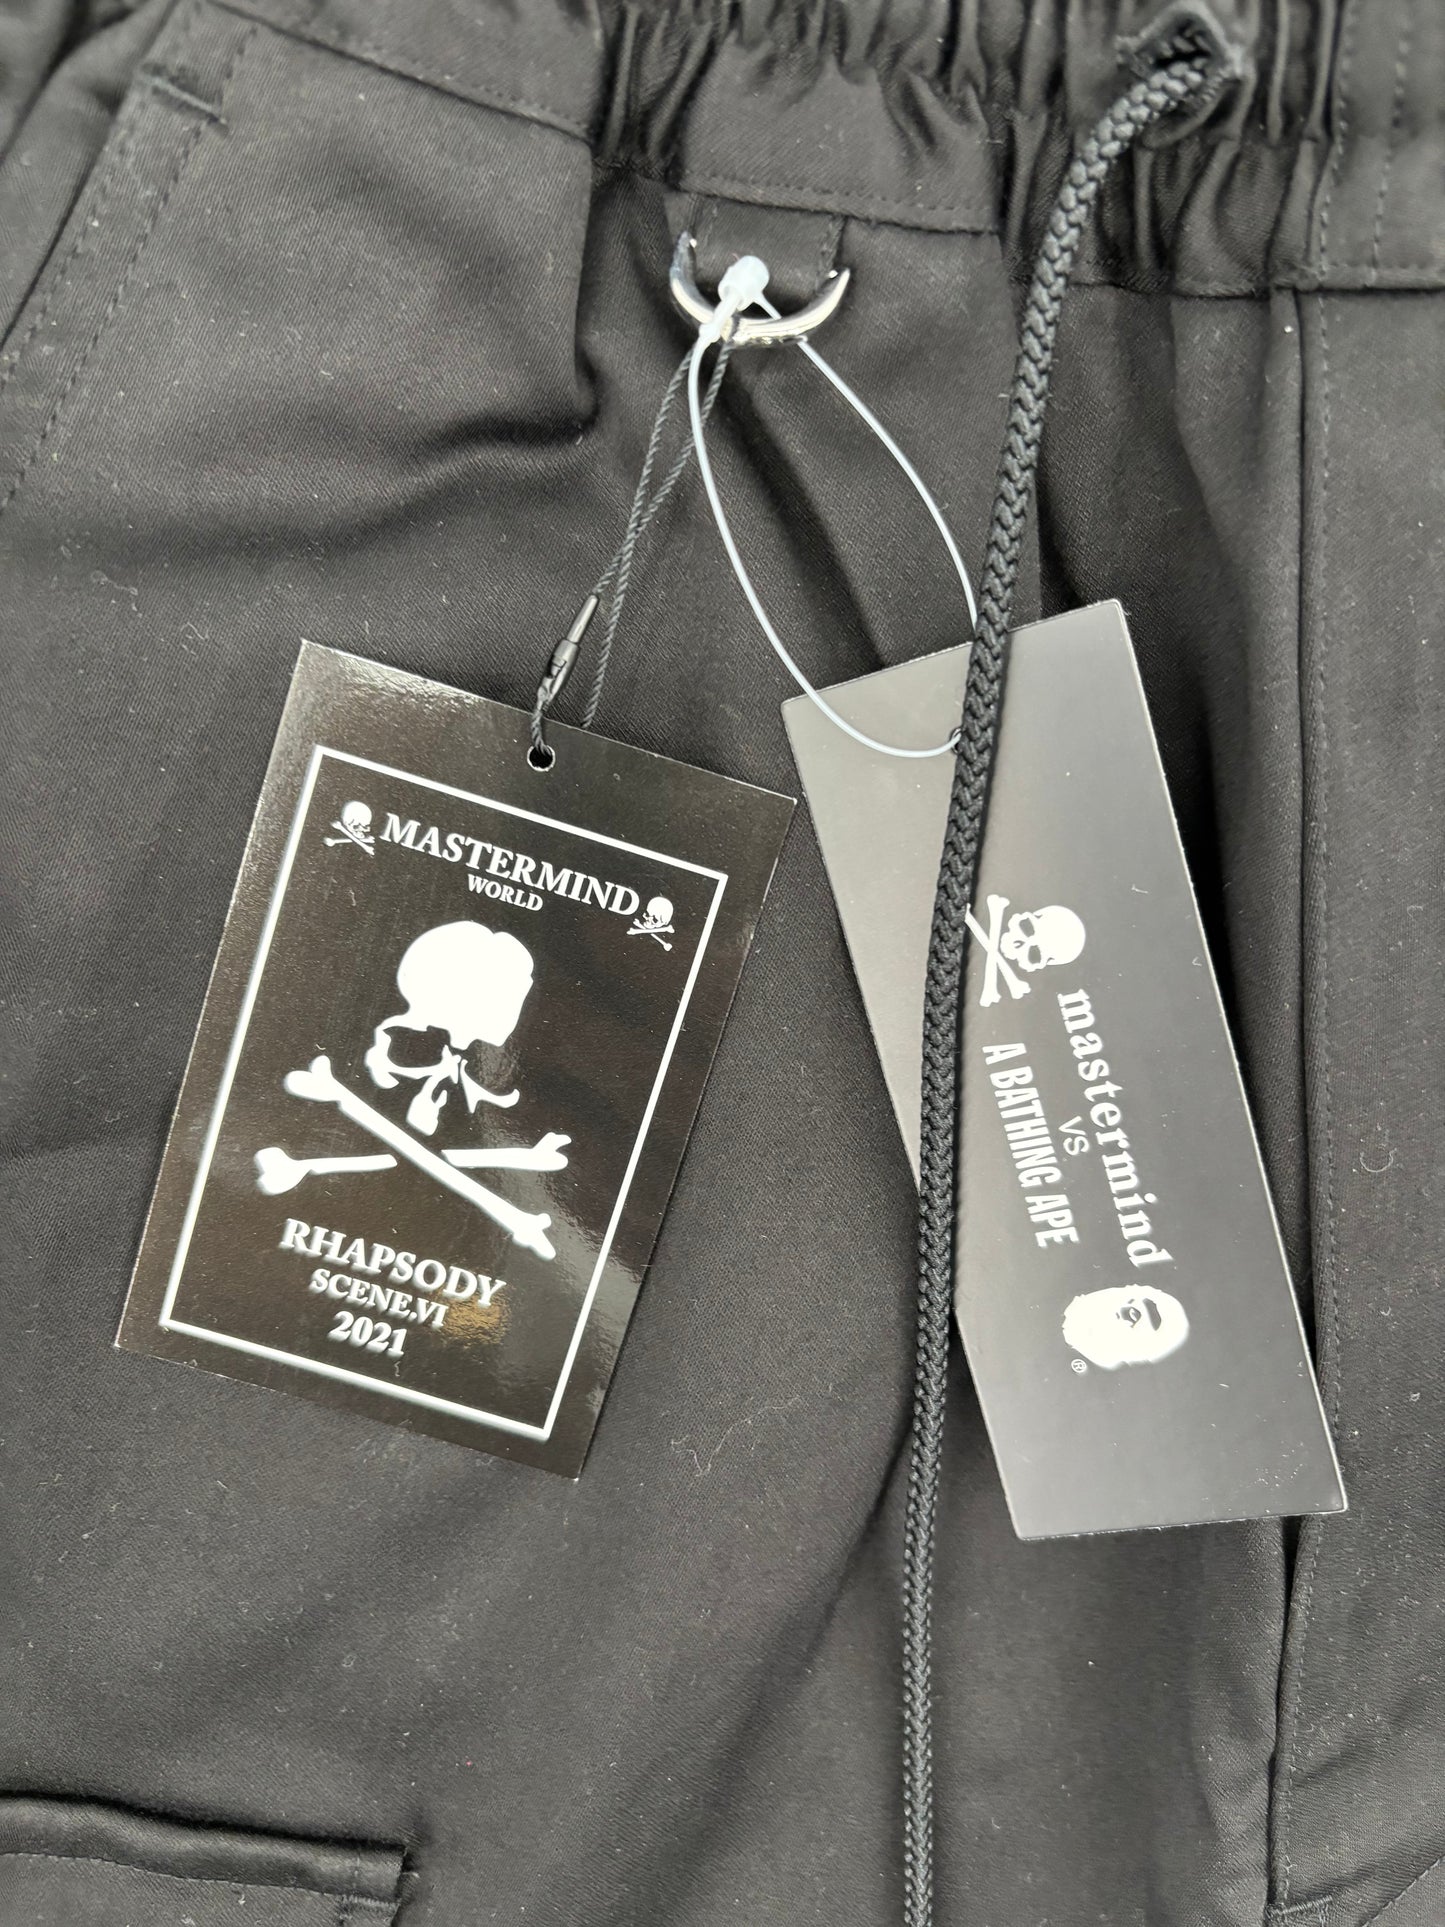 MASTERMIND
WORLD
RHAPSODY
SCENE.VI
2021
mastermind
VS
A BATHING APE
®